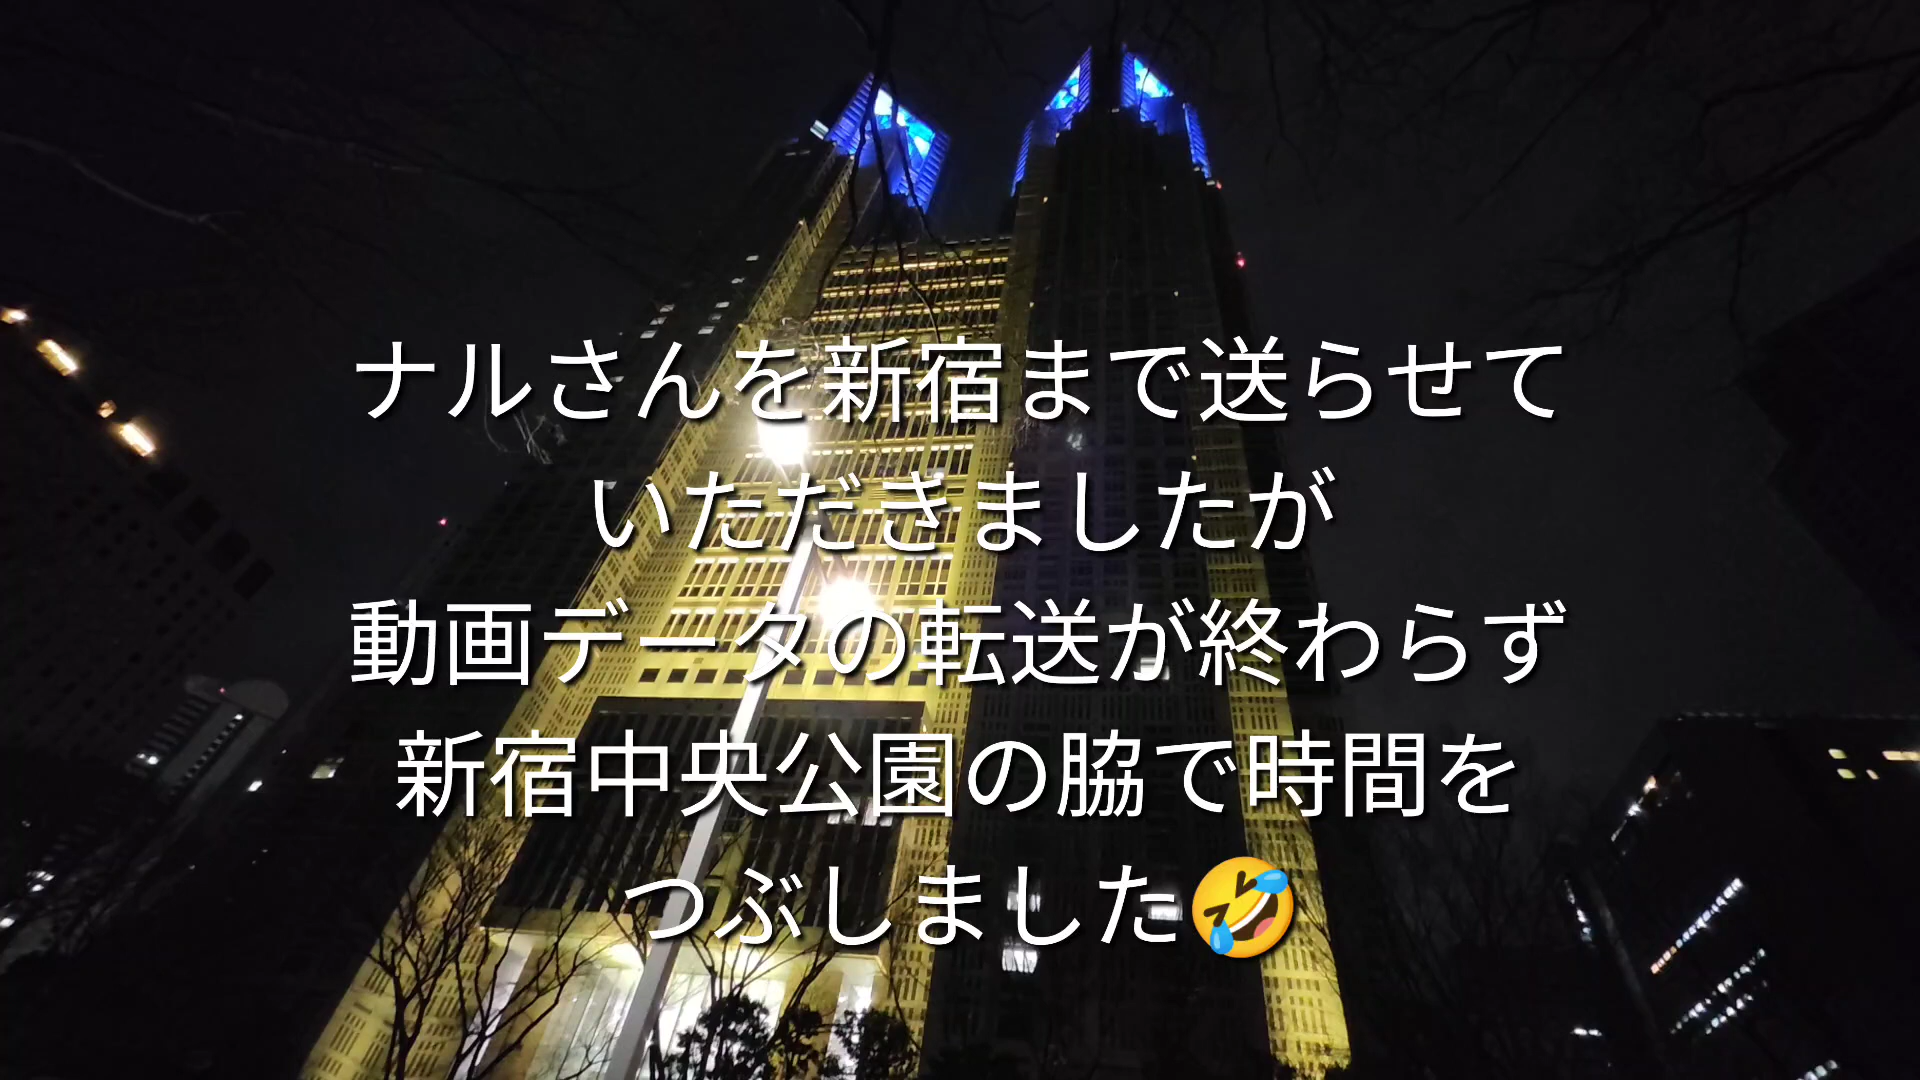 ナルさんを新宿まで送らせて
いただきましたが
動画データの転送が終わらず
新宿中央公園の脇で時間を
つぶしました🤣